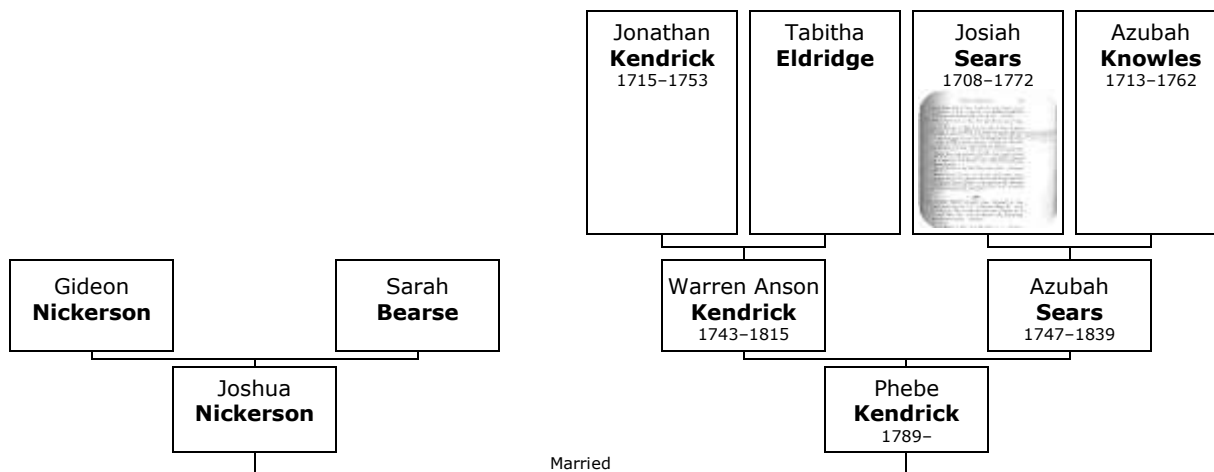 Jonathan
Kendrick
1715–1753
Tabitha
Eldridge
Josiah
Sears
1708–1772
Azubah
Knowles
1713–1762
Gideon
Nickerson
Sarah
Bearse
Warren Anson
Kendrick
1743–1815
Azubah
Sears
1747–1839
Joshua
Nickerson
Phebe
Kendrick
1789–
Married